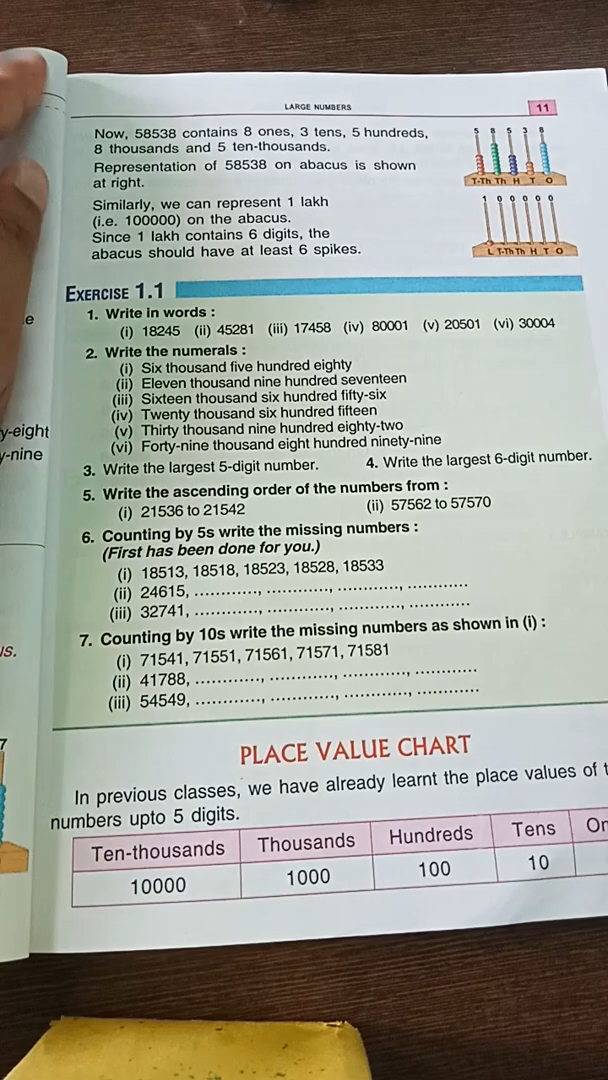 LARGE NUMBERS
11
Now, 58538 contains 8 ones, 3 tens, 5 hundreds,
8 thousands and 5 ten-thousands.
Representation of 58538 on abacus is shown
at right.
5 8 5 3 8
T-Th Th H T O
Similarly, we can represent 1 lakh
(i.e. 100000) on the abacus.
Since 1 lakh contains 6 digits, the
abacus should have at least 6 spikes.
1 0 0 0 0 0
L T-Th Th H T O
EXERCISE 1.1
1. Write in words :
(i) 18245 (ii) 45281 (iii) 17458 (iv) 80001 (v) 20501 (vi) 30004
2. Write the numerals :
(i) Six thousand five hundred eighty
(ii) Eleven thousand nine hundred seventeen
(iii) Sixteen thousand six hundred fifty-six
(iv) Twenty thousand six hundred fifteen
(v) Thirty thousand nine hundred eighty-two
(vi) Forty-nine thousand eight hundred ninety-nine
3. Write the largest 5-digit number. 4. Write the largest 6-digit number.
5. Write the ascending order of the numbers from :
(i) 21536 to 21542 (ii) 57562 to 57570
6. Counting by 5s write the missing numbers :
(First has been done for you.)
(i) 18513, 18518, 18523, 18528, 18533
(ii) 24615, ............, ............, ............, ............
(iii) 32741, ............, ............, ............, ............
7. Counting by 10s write the missing numbers as shown in (i) :
(i) 71541, 71551, 71561, 71571, 71581
(ii) 41788, ............, ............, ............, ............
(iii) 54549, ............, ............, ............, ............
PLACE VALUE CHART
In previous classes, we have already learnt the place values of
numbers upto 5 digits.
Ten-thousands Thousands Hundreds Tens
10000 1000 100 10
y-eight
y-nine
us.
7